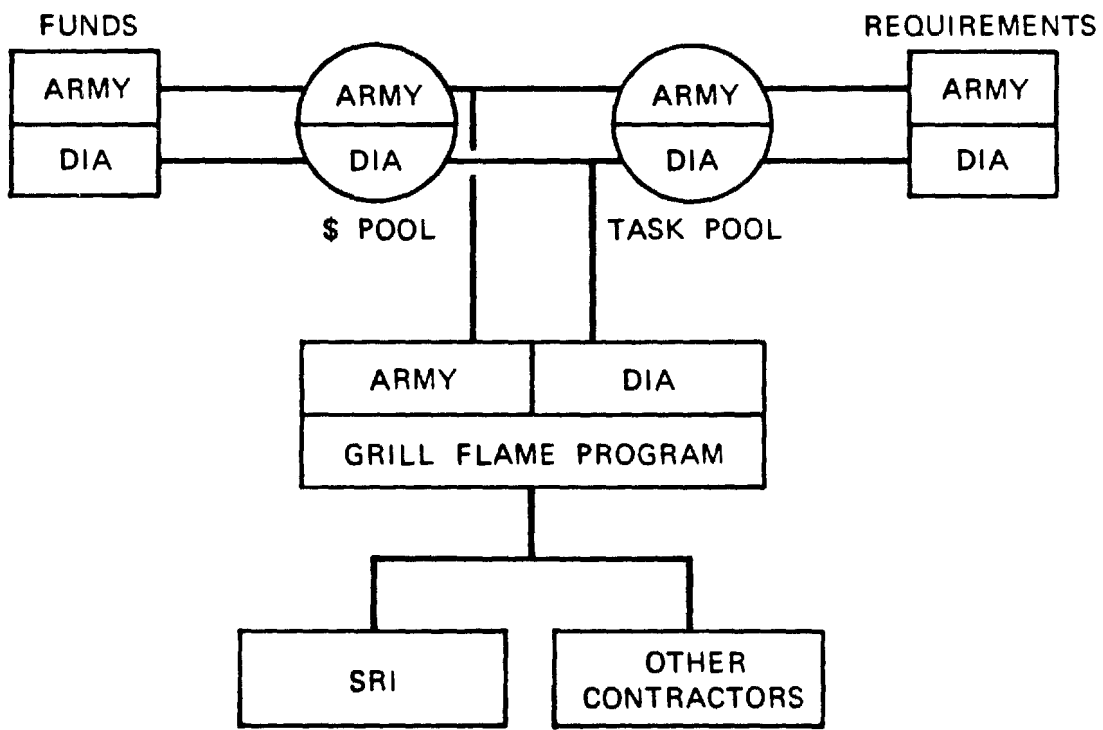 FUNDS
REQUIREMENTS
ARMY
ARMY
ARMY
ARMY
DIA
DIA
DIA
DIA
$ POOL
TASK POOL
ARMY
DIA
GRILL FLAME PROGRAM
SRI
OTHER
CONTRACTORS